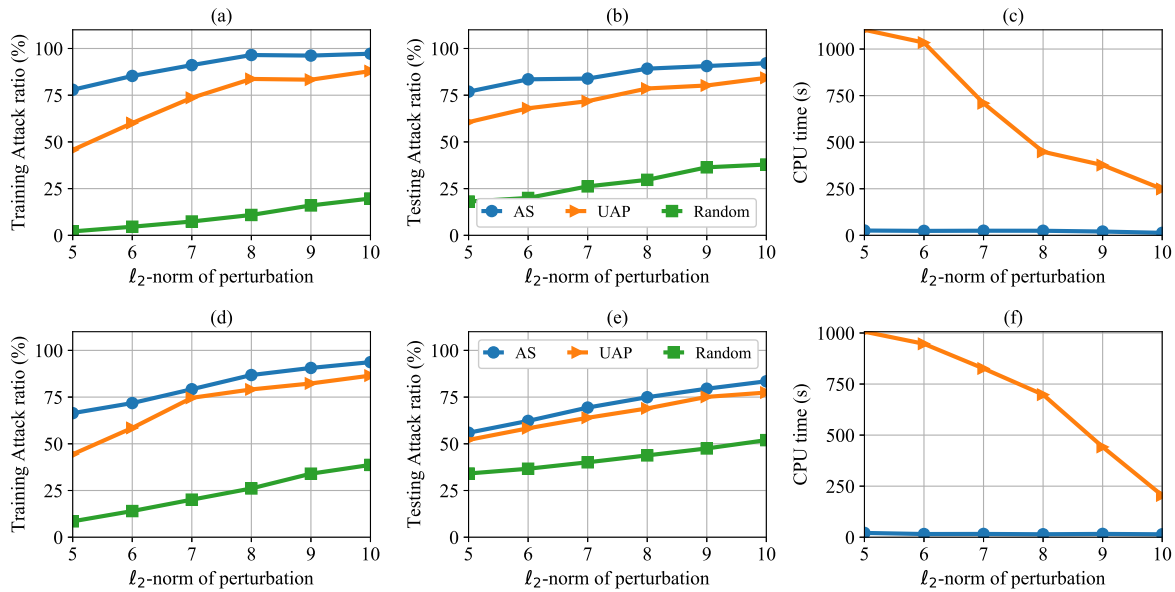 (a)
Training Attack ratio (%)
100
75
50
25
0
5 6 7 8 9 10
ℓ₂-norm of perturbation
(b)
Testing Attack ratio (%)
100
75
50
25
0
AS UAP Random
5 6 7 8 9 10
ℓ₂-norm of perturbation
(c)
CPU time (s)
1000
750
500
250
0
5 6 7 8 9 10
ℓ₂-norm of perturbation
(d)
Training Attack ratio (%)
100
75
50
25
0
5 6 7 8 9 10
ℓ₂-norm of perturbation
(e)
Testing Attack ratio (%)
AS UAP Random
100
75
50
25
0
5 6 7 8 9 10
ℓ₂-norm of perturbation
(f)
CPU time (s)
1000
750
500
250
0
5 6 7 8 9 10
ℓ₂-norm of perturbation